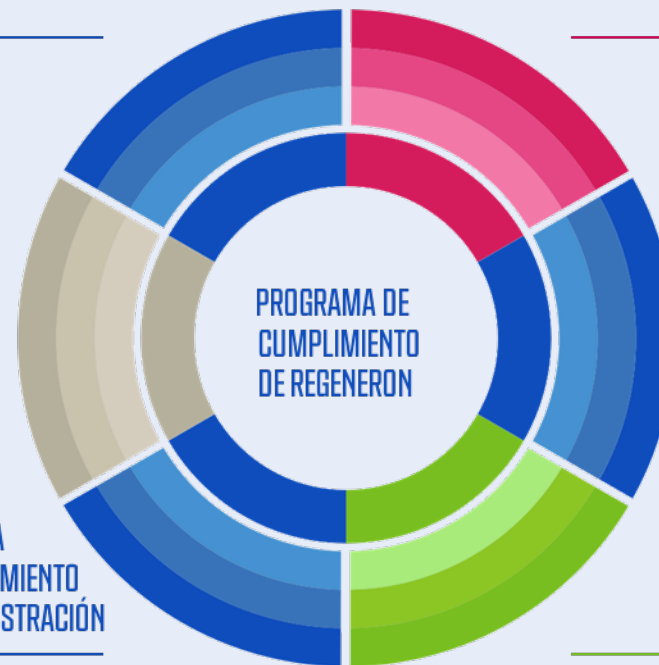 PROGRAMA DE
CUMPLIMIENTO
DE REGENERON
A
MIENTO
STRACIÓN